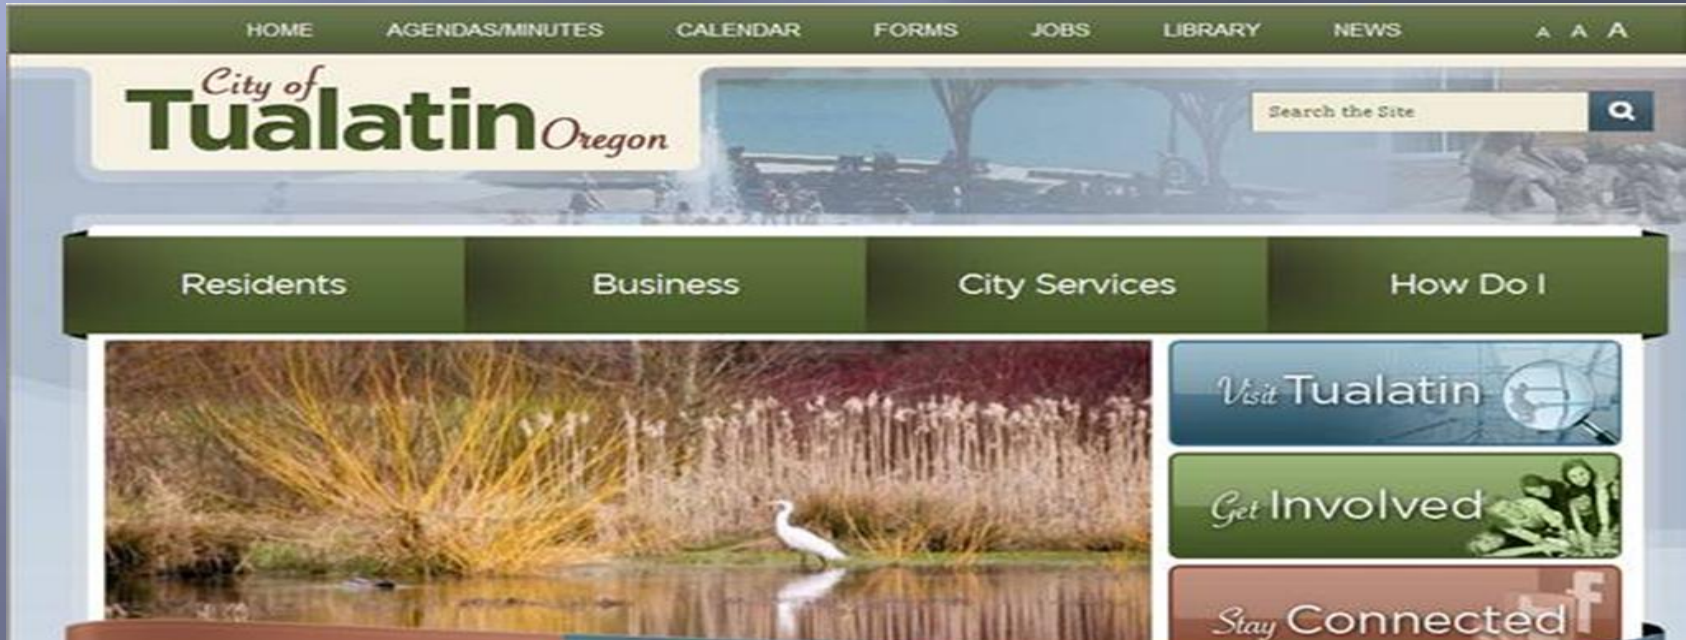 HOME AGENDAS/MINUTES CALENDAR FORMS JOBS LIBRARY NEWS A A A
City of
Tualatin Oregon
Search the Site
Residents Business City Services How Do I
Visit Tualatin
Get Involved
Stay Connected